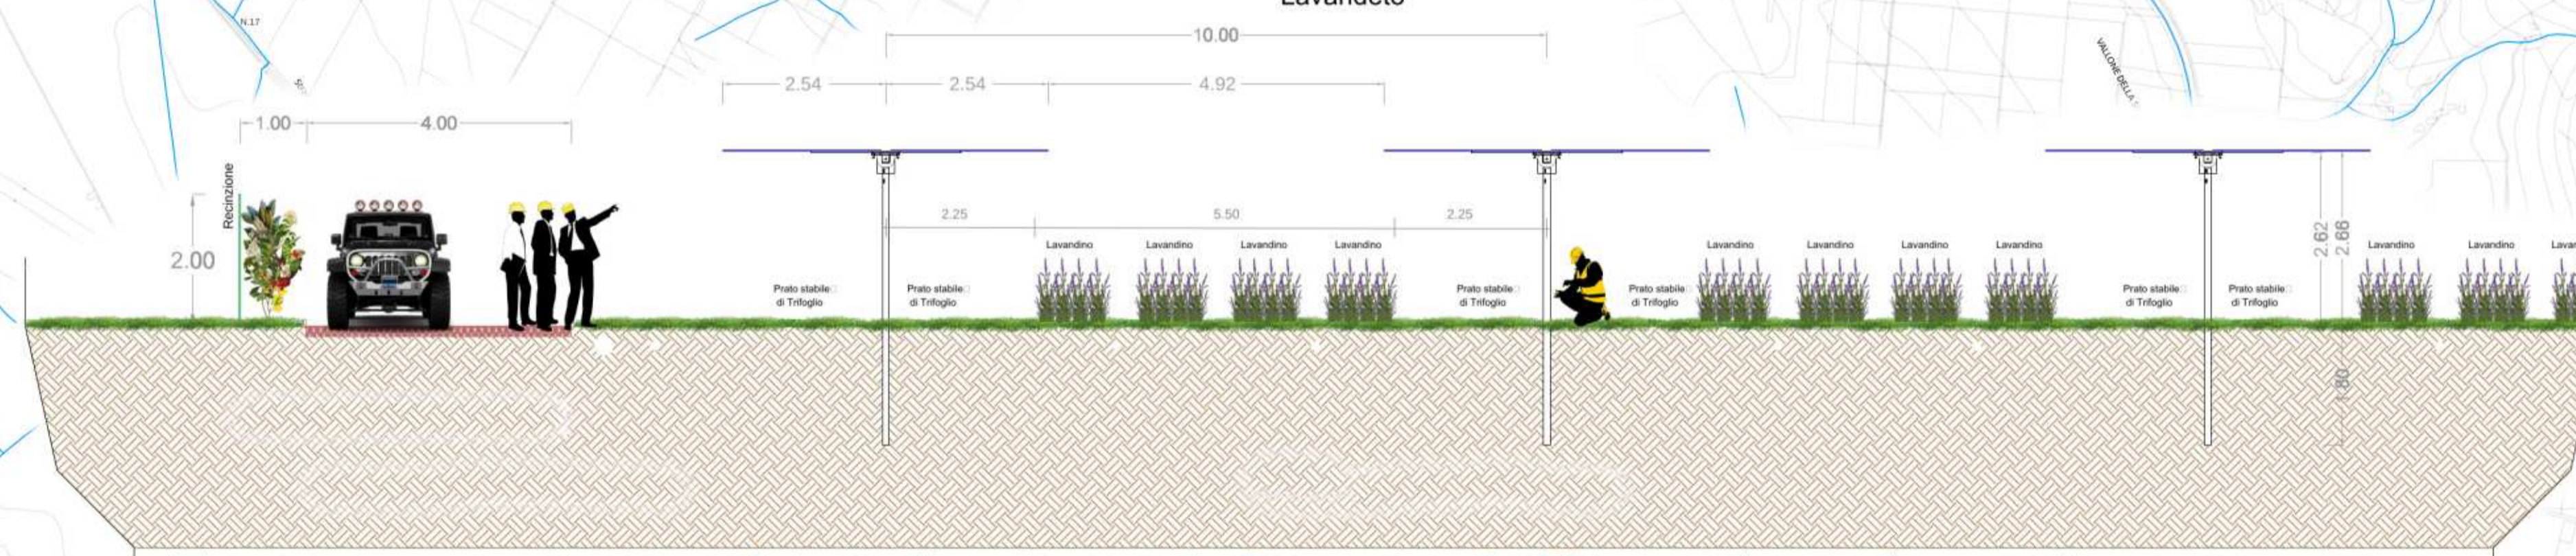 Lavandeto
N.17
10.00
VALLONE DELLA
2.54
2.54
4.92
1.00
4.00
Recinzione
2.00
2.25
5.50
2.25
2.62
2.66
1.80
Lavandino
Lavandino
Lavandino
Lavandino
Lavandino
Lavandino
Lavandino
Lavandino
Lavandino
Lavandino
Lavan
Prato stabile
di Trifoglio
Prato stabile
di Trifoglio
Prato stabile
di Trifoglio
Prato stabile
di Trifoglio
Prato stabile
di Trifoglio
Prato stabile
di Trifoglio